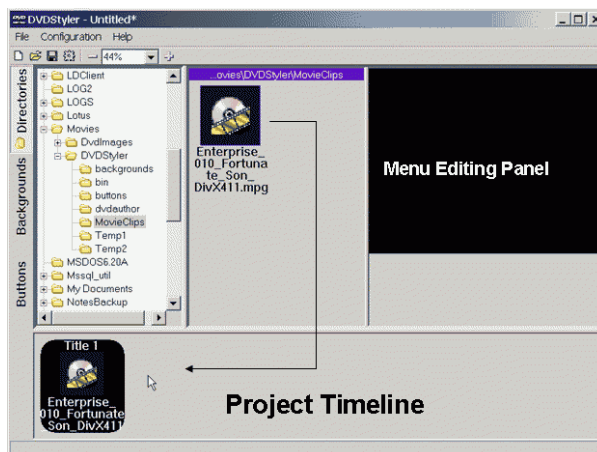 DVDStyler - Untitled*
File Configuration Help
44%
Directories
Backgrounds
Buttons
LDClient
LOG2
LOGS
Lotus
Movies
DvdImages
DVDStyler
backgrounds
bin
buttons
dvdauthor
MovieClips
Temp1
Temp2
MSDOS6.20A
Mssql_util
My Documents
NotesBackup
...ovies\DVDStyler\MovieClips
Enterprise_
010_Fortuna
te_Son_
DivX411.mpg
Menu Editing Panel
Title 1
Enterprise_
010_Fortunate
Son_DivX411
Project Timeline